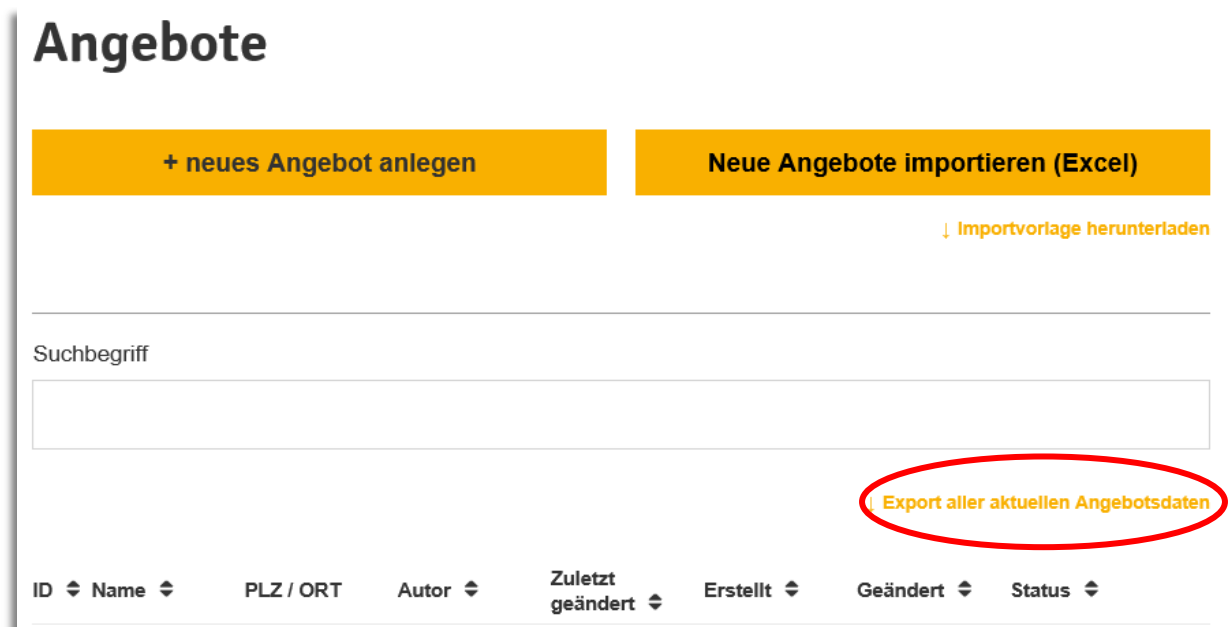 Angebote
+ neues Angebot anlegen
Neue Angebote importieren (Excel)
↓ Importvorlage herunterladen
Suchbegriff
↓ Export aller aktuellen Angebotsdaten
ID Name PLZ / ORT Autor Zuletzt geändert Erstellt Geändert Status